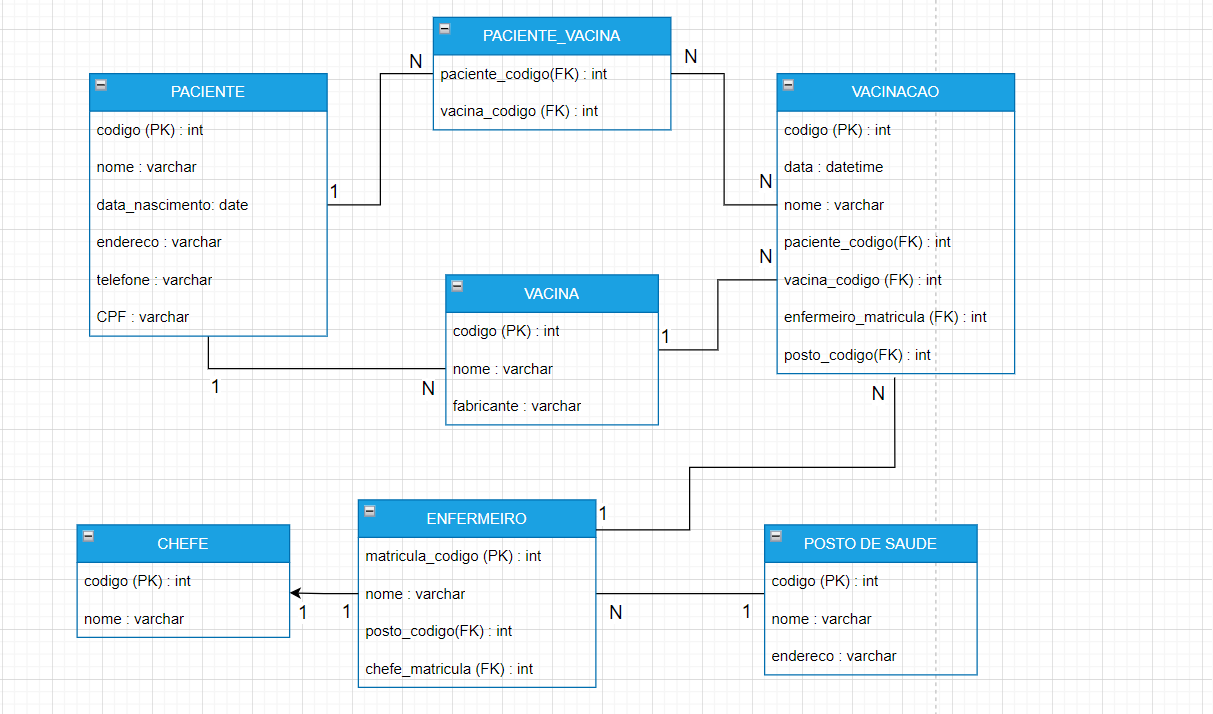 PACIENTE_VACINA
paciente_codigo(FK) : int
vacina_codigo (FK) : int
N
N
PACIENTE
codigo (PK) : int
nome : varchar
data_nascimento: date
endereco : varchar
telefone : varchar
CPF : varchar
1
1
VACINACAO
codigo (PK) : int
data : datetime
nome : varchar
paciente_codigo(FK) : int
vacina_codigo (FK) : int
enfermeiro_matricula (FK) : int
posto_codigo(FK) : int
N
N
N
VACINA
codigo (PK) : int
nome : varchar
fabricante : varchar
1
N
CHEFE
codigo (PK) : int
nome : varchar
1
1
ENFERMEIRO
matricula_codigo (PK) : int
nome : varchar
posto_codigo(FK) : int
chefe_matricula (FK) : int
1
N
1
POSTO DE SAUDE
codigo (PK) : int
nome : varchar
endereco : varchar